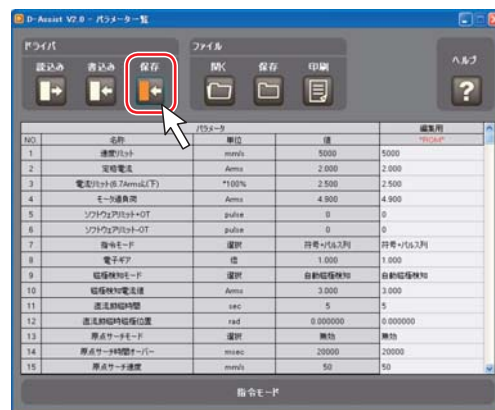 D-Assist V2.0 - パラメーター一覧
ドライバ ファイル
読込み 書込み 保存 開く 保存 印刷 ヘルプ
パラメータ 編集用
NO. 名称 単位 値 *ROM*
1 速度リミット mm/s 5000 5000
2 定格電流 Arms 2.000 2.000
3 電流リミット(6.7Arms以下) *100% 2.500 2.500
4 モータ過負荷 Arms 4.900 4.900
5 ソフトウェアリミット+OT pulse 0 0
6 ソフトウェアリミット-OT pulse 0 0
7 指令モード 選択 符号+パルス列 符号+パルス列
8 電子ギア 倍 1.000 1.000
9 磁極検知モード 選択 自動磁極検知 自動磁極検知
10 磁極検知電流値 Arms 3.000 3.000
11 直流励磁時間 sec 5 5
12 直流励磁時磁極位置 rad 0.000000 0.000000
13 原点サーチモード 選択 無効 無効
14 原点サーチ時間オーバー msec 20000 20000
15 原点サーチ速度 mm/s 50 50
指令モード